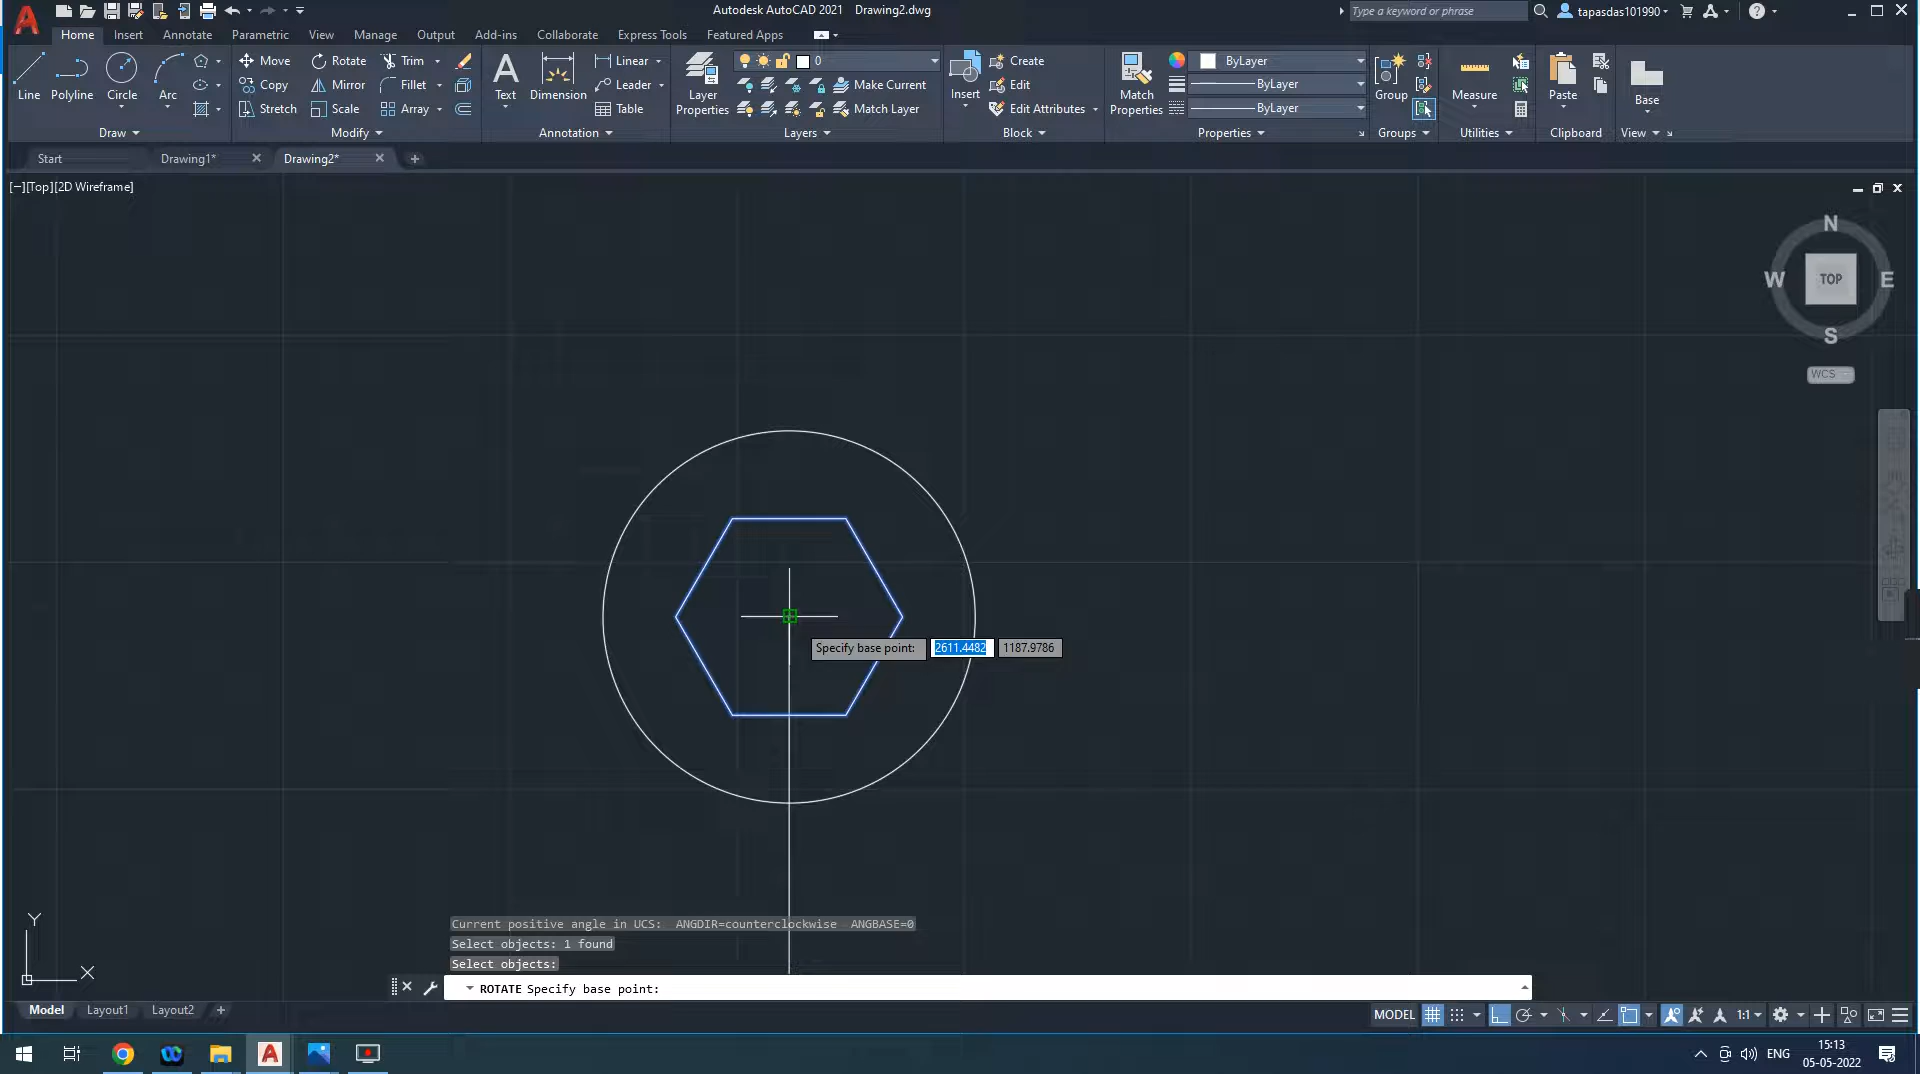 Autodesk AutoCAD 2021 Drawing2.dwg
Type a keyword or phrase
tapasdas101990
Home Insert Annotate Parametric View Manage Output Add-ins Collaborate Express Tools Featured Apps
Line Polyline Circle Arc
Draw
Move Rotate Trim
Copy Mirror Fillet
Stretch Scale Array
Modify
Text Dimension
Linear
Leader
Table
Annotation
Layer Properties
0
Make Current
Match Layer
Layers
Insert
Create
Edit
Edit Attributes
Block
Match Properties
ByLayer
ByLayer
ByLayer
Properties
Group
Groups
Measure
Utilities
Paste
Clipboard
Base
View
Start Drawing1* Drawing2*
[−][Top][2D Wireframe]
N
W TOP E
S
WCS
Specify base point: 2611.4482 1187.9786
Y
X
Current positive angle in UCS: ANGDIR=counterclockwise ANGBASE=0
Select objects: 1 found
Select objects:
ROTATE Specify base point:
Model Layout1 Layout2
MODEL 1:1
ENG
15:13
05-05-2022